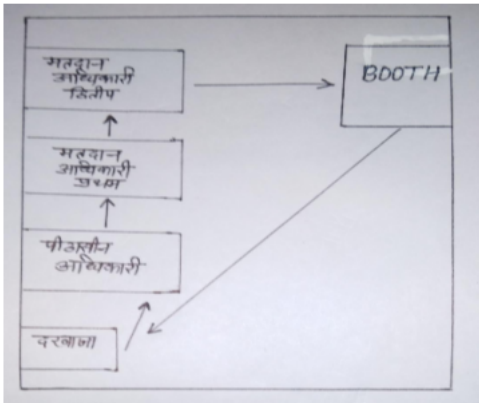 मतदान
अधिकारी
द्वितीय
BOOTH
मतदान
अधिकारी
प्रथम
पीठासीन
अधिकारी
दरवाजा